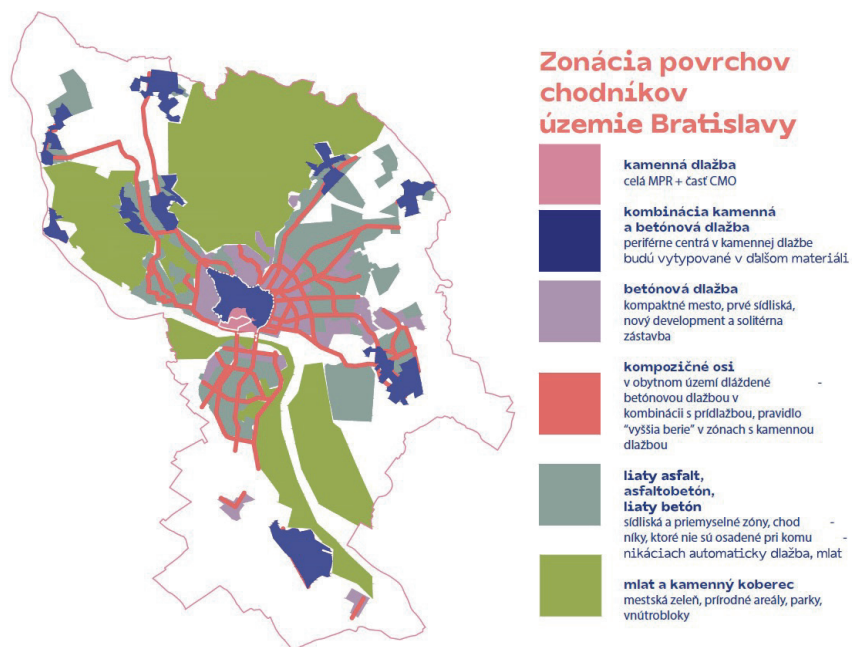 Zonácia povrchov
chodníkov
územie Bratislavy
kamenná dlažba
celá MPR + časť CMO
kombinácia kamenná
a betónová dlažba
periférne centrá v kamennej dlažbe
budú vytypované v ďalšom materiáli
betónová dlažba
kompaktné mesto, prvé sídliská,
nový development a solitérna
zástavba
kompozičné osi
v obytnom území dláždené -
betónovou dlažbou v
kombinácii s prídlažbou, pravidlo
"vyššia berie" v zónach s kamennou
dlažbou
liaty asfalt,
asfaltobetón,
liaty betón
sídliská a priemyselné zóny, chod -
níky, ktoré nie sú osadené pri komu -
nikáciach automaticky dlažba, mlat
mlat a kamenný koberec
mestská zeleň, prírodné areály, parky,
vnútrobloky